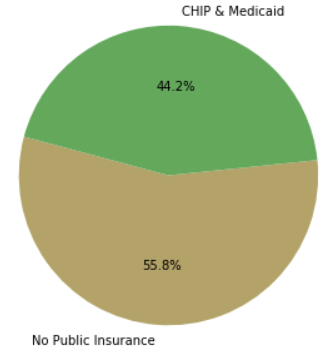 CHIP & Medicaid
44.2%
55.8%
No Public Insurance